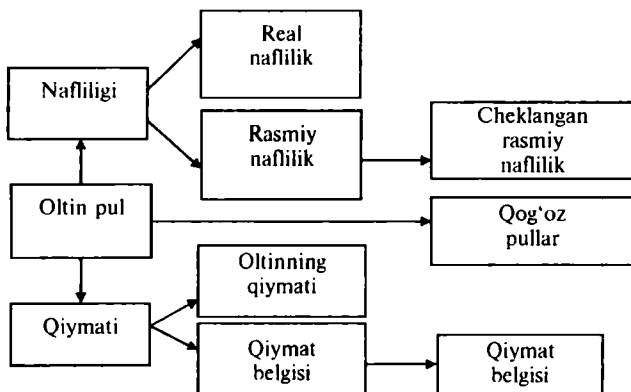 Real
naflilik
Nafliligi
Rasmiy
naflilik
Cheklangan
rasmiy
naflilik
Oltin pul
Qog‘oz
pullar
Oltinning
qiymati
Qiymati
Qiymat
belgisi
Qiymat
belgisi